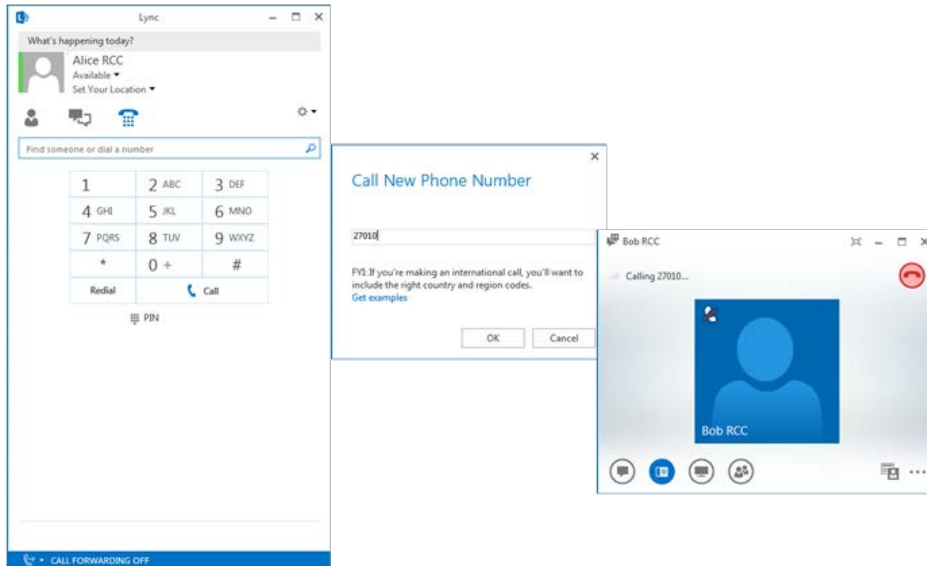 Lync
What's happening today?
Alice RCC
Available
Set Your Location
Find someone or dial a number
1
2 ABC
3 DEF
4 GHI
5 JKL
6 MNO
7 PQRS
8 TUV
9 WXYZ
*
0 +
#
Redial
Call
PIN
CALL FORWARDING OFF
Call New Phone Number
27010
FYI: If you're making an international call, you'll want to
include the right country and region codes.
Get examples
OK
Cancel
Bob RCC
Calling 27010...
Bob RCC